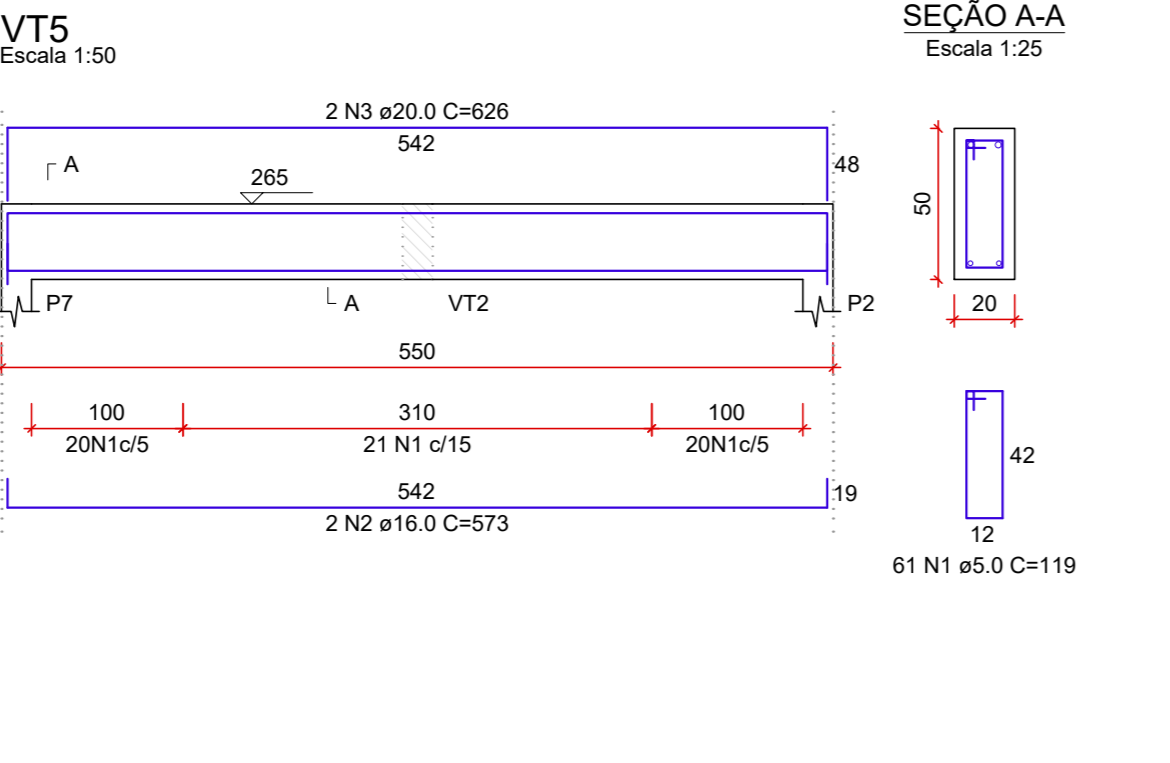 VT5
Escala 1:50
SEÇÃO A-A
Escala 1:25
2 N3 ø20.0 C=626
542
48
A
265
50
P7
A
VT2
P2
20
550
100
310
100
20N1c/5
21 N1 c/15
20N1c/5
42
542
19
2 N2 ø16.0 C=573
12
61 N1 ø5.0 C=119